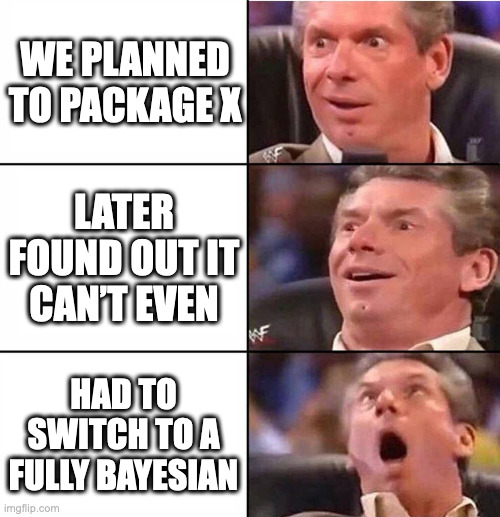 WE PLANNED
TO PACKAGE X
LATER
FOUND OUT IT
CAN'T EVEN
HAD TO
SWITCH TO A
FULLY BAYESIAN
imgflip.com